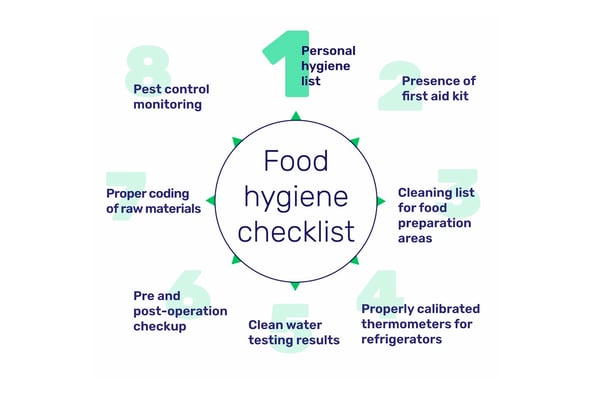 Food
hygiene
checklist
1
Personal
hygiene
list
2
Presence of
first aid kit
3
Cleaning list
for food
preparation
areas
4
Properly calibrated
thermometers for
refrigerators
5
Clean water
testing results
6
Pre and
post-operation
checkup
7
Proper coding
of raw materials
8
Pest control
monitoring